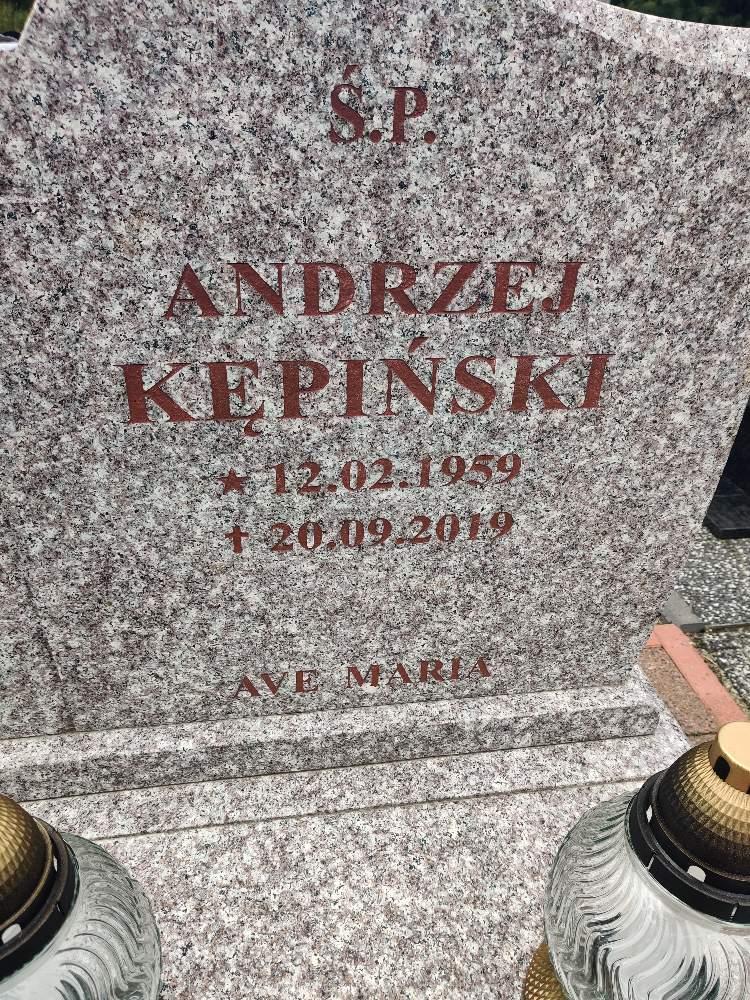 Ś.P.
ANDRZEJ
KĘPIŃSKI
★ 12.02.1959
✝ 20.09.2019
AVE MARIA